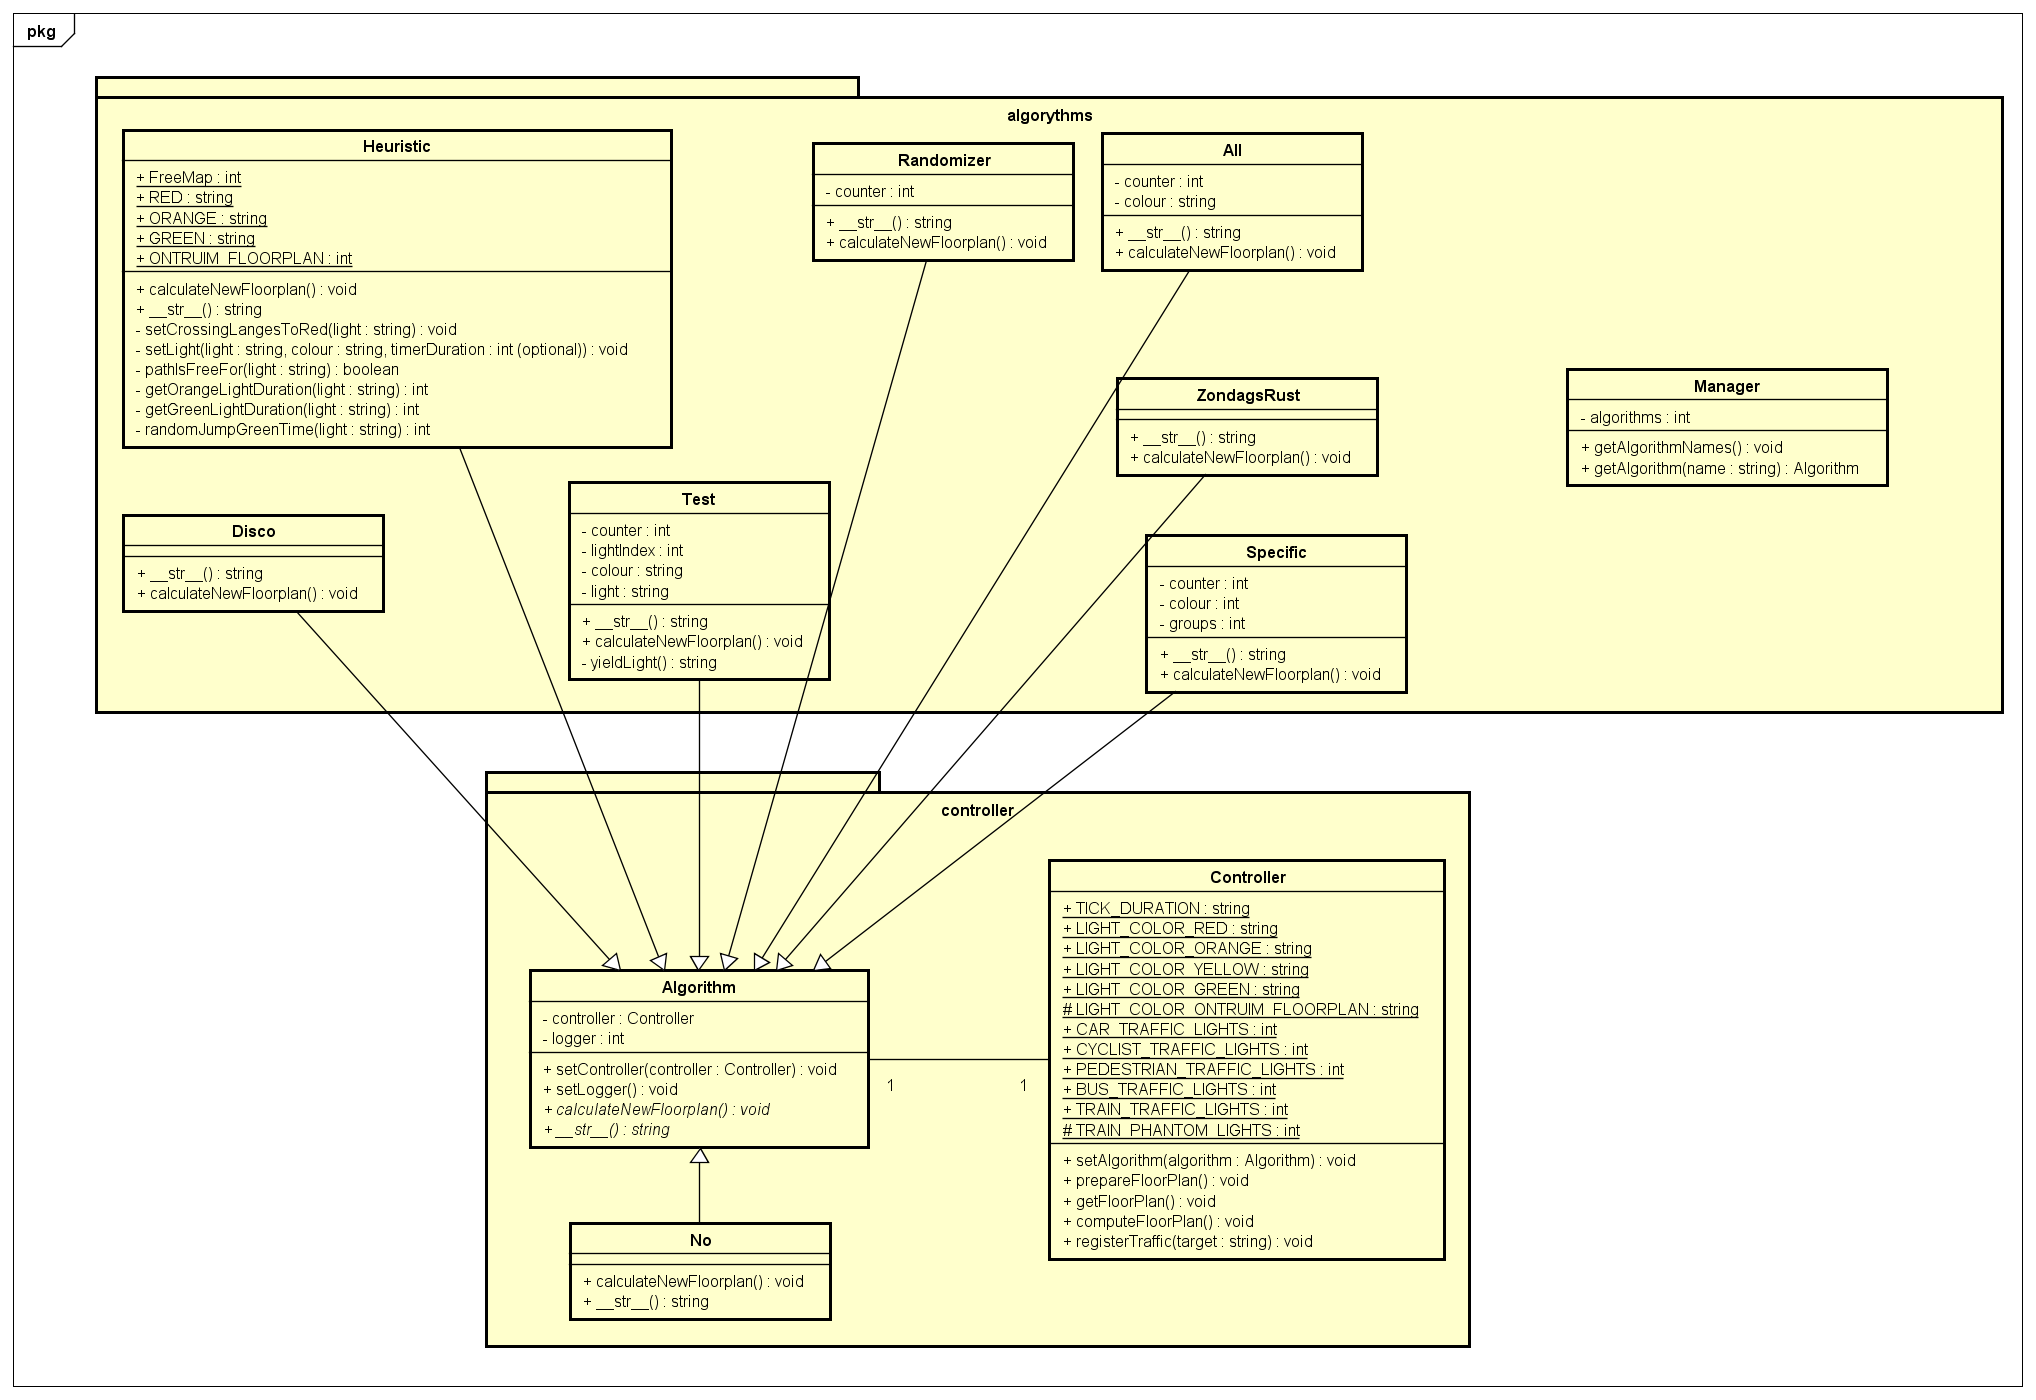 pkg
algorythms
Heuristic
+ FreeMap : int
+ RED : string
+ ORANGE : string
+ GREEN : string
+ ONTRUIM_FLOORPLAN : int
+ calculateNewFloorplan() : void
+ __str__() : string
- setCrossingLangesToRed(light : string) : void
- setLight(light : string, colour : string, timerDuration : int (optional)) : void
- pathIsFreeFor(light : string) : boolean
- getOrangeLightDuration(light : string) : int
- getGreenLightDuration(light : string) : int
- randomJumpGreenTime(light : string) : int
Randomizer
- counter : int
+ __str__() : string
+ calculateNewFloorplan() : void
All
- counter : int
- colour : string
+ __str__() : string
+ calculateNewFloorplan() : void
ZondagsRust
+ __str__() : string
+ calculateNewFloorplan() : void
Manager
- algorithms : int
+ getAlgorithmNames() : void
+ getAlgorithm(name : string) : Algorithm
Disco
+ __str__() : string
+ calculateNewFloorplan() : void
Test
- counter : int
- lightIndex : int
- colour : string
- light : string
+ __str__() : string
+ calculateNewFloorplan() : void
- yieldLight() : string
Specific
- counter : int
- colour : int
- groups : int
+ __str__() : string
+ calculateNewFloorplan() : void
controller
Algorithm
- controller : Controller
- logger : int
+ setController(controller : Controller) : void
+ setLogger() : void
+ calculateNewFloorplan() : void
+ __str__() : string
1
1
Controller
+ TICK_DURATION : string
+ LIGHT_COLOR_RED : string
+ LIGHT_COLOR_ORANGE : string
+ LIGHT_COLOR_YELLOW : string
+ LIGHT_COLOR_GREEN : string
# LIGHT_COLOR_ONTRUIM_FLOORPLAN : string
+ CAR_TRAFFIC_LIGHTS : int
+ CYCLIST_TRAFFIC_LIGHTS : int
+ PEDESTRIAN_TRAFFIC_LIGHTS : int
+ BUS_TRAFFIC_LIGHTS : int
+ TRAIN_TRAFFIC_LIGHTS : int
# TRAIN_PHANTOM_LIGHTS : int
+ setAlgorithm(algorithm : Algorithm) : void
+ prepareFloorPlan() : void
+ getFloorPlan() : void
+ computeFloorPlan() : void
+ registerTraffic(target : string) : void
No
+ calculateNewFloorplan() : void
+ __str__() : string